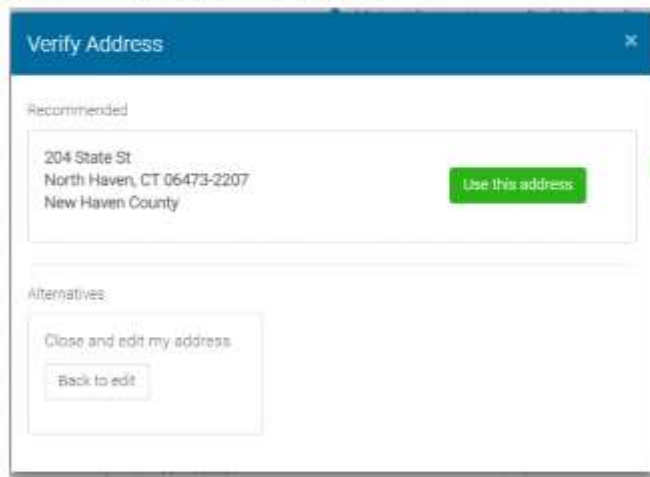 Verify Address
×
Recommended
204 State St
North Haven, CT 06473-2207
New Haven County
Use this address
Alternatives
Close and edit my address
Back to edit